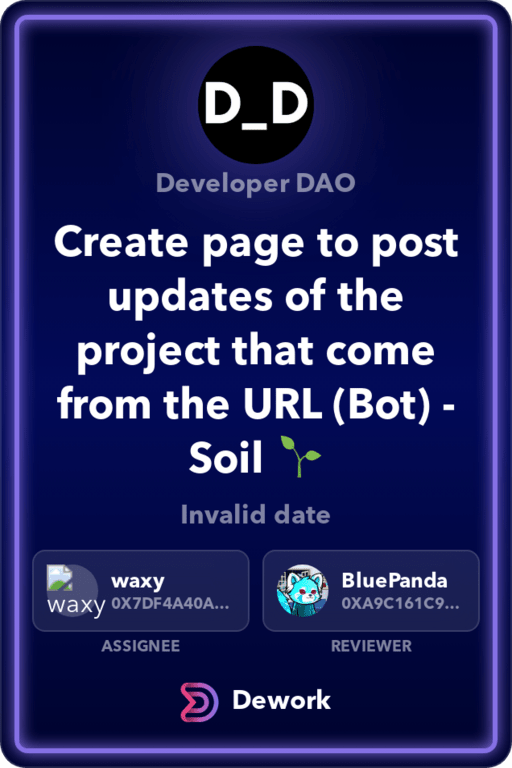 D_D
Developer DAO
Create page to post
updates of the
project that come
from the URL (Bot) -
Soil 🌱
Invalid date
waxy
waxy
0X7DF4A40A...
BluePanda
0XA9C161C9...
ASSIGNEE
REVIEWER
Dework